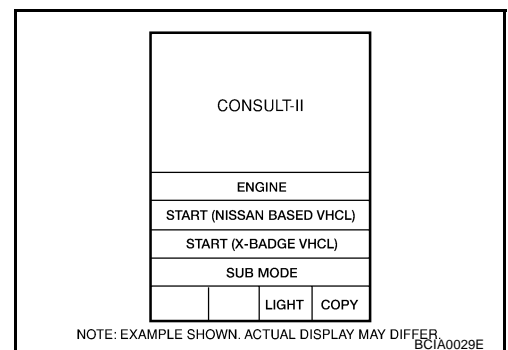 CONSULT-II
ENGINE
START (NISSAN BASED VHCL)
START (X-BADGE VHCL)
SUB MODE
LIGHT COPY
NOTE: EXAMPLE SHOWN. ACTUAL DISPLAY MAY DIFFER.
BCIA0029E